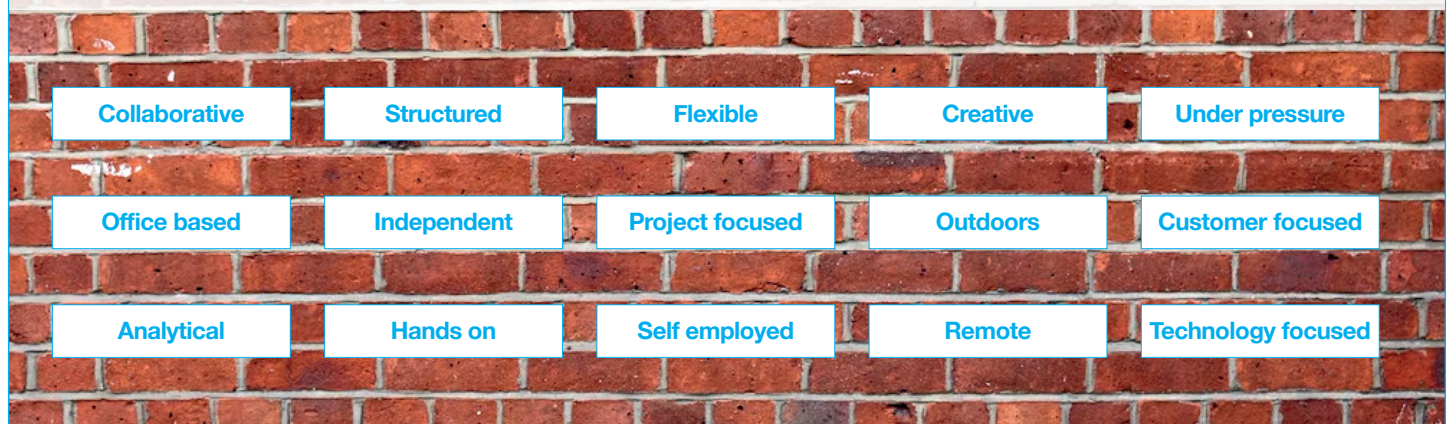 Collaborative
Structured
Flexible
Creative
Under pressure
Office based
Independent
Project focused
Outdoors
Customer focused
Analytical
Hands on
Self employed
Remote
Technology focused